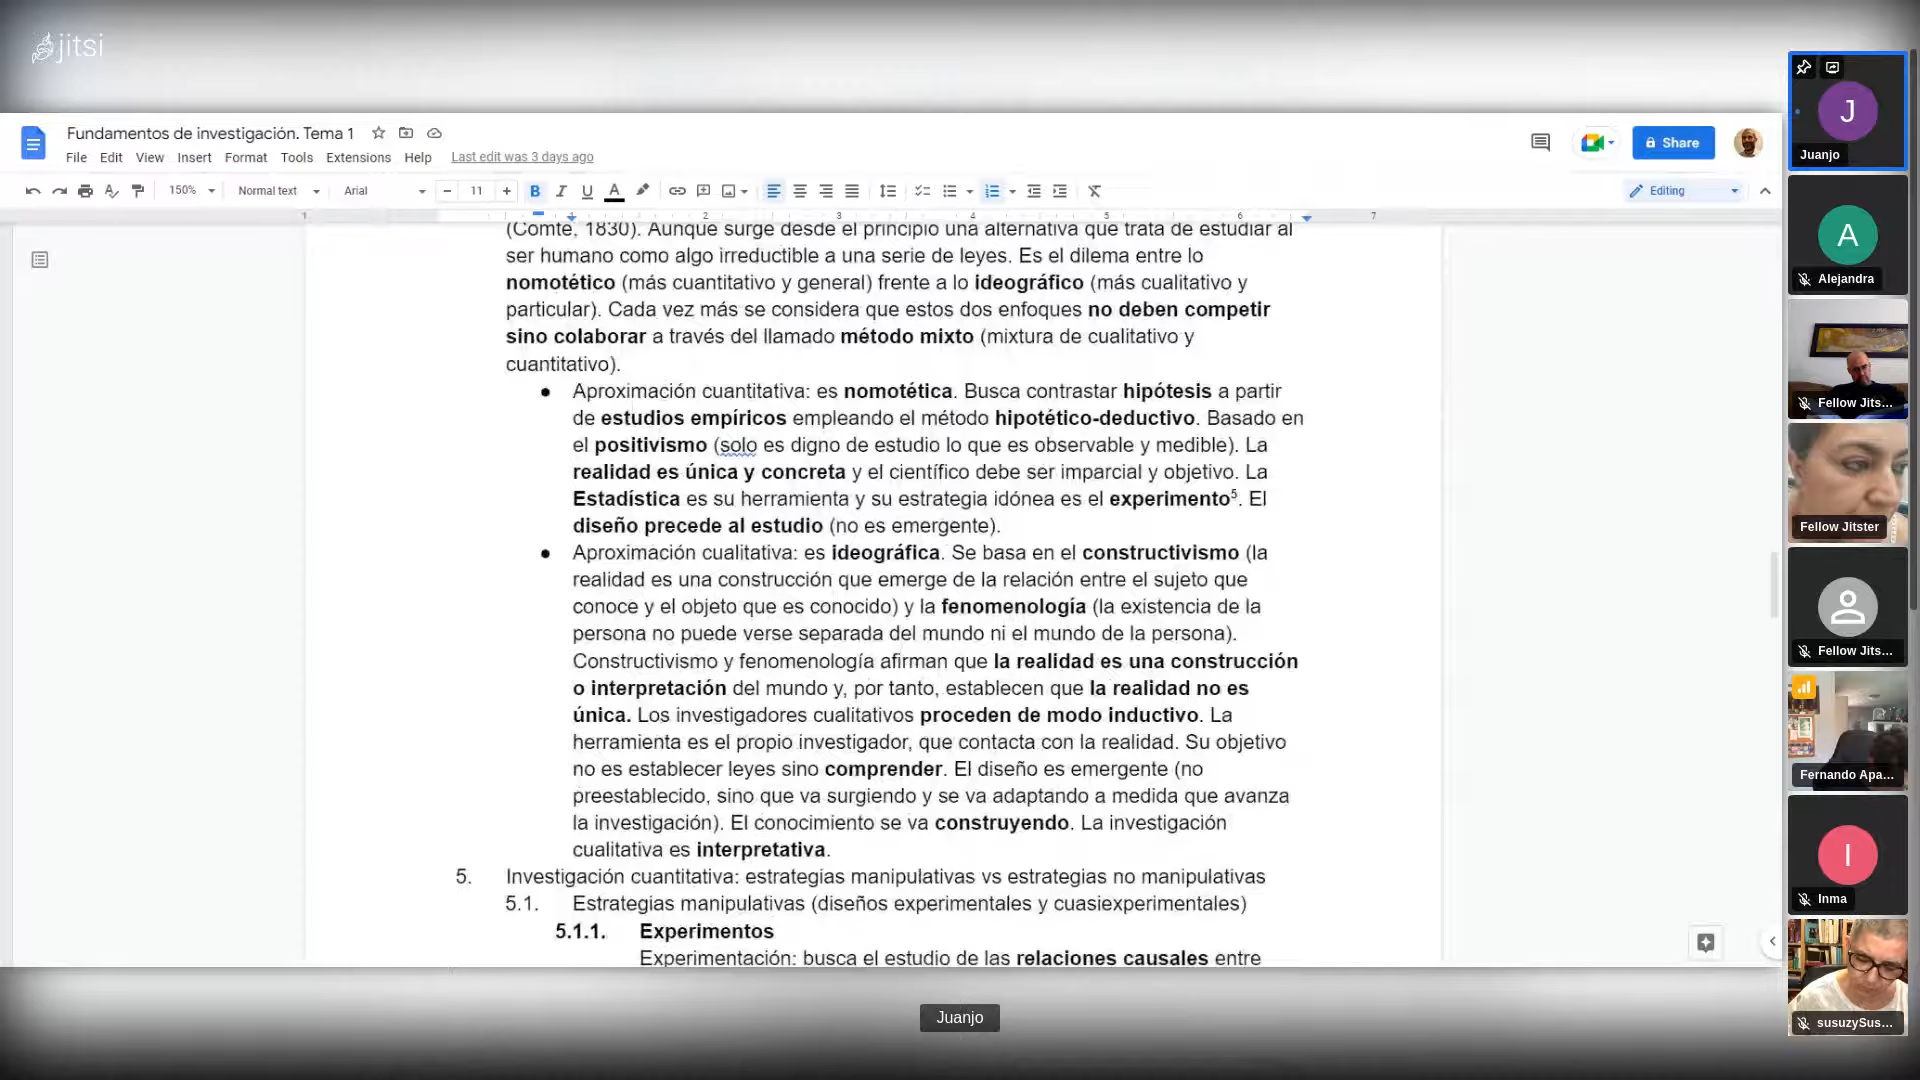 jitsi
Fundamentos de investigación. Tema 1
File Edit View Insert Format Tools Extensions Help Last edit was 3 days ago
Share
150% Normal text Arial 11 B I U A Editing
1 1 2 3 4 5 6 7
(Comte, 1830). Aunque surge desde el principio una alternativa que trata de estudiar al
ser humano como algo irreductible a una serie de leyes. Es el dilema entre lo
nomotético (más cuantitativo y general) frente a lo ideográfico (más cualitativo y
particular). Cada vez más se considera que estos dos enfoques no deben competir
sino colaborar a través del llamado método mixto (mixtura de cualitativo y
cuantitativo).
● Aproximación cuantitativa: es nomotética. Busca contrastar hipótesis a partir
de estudios empíricos empleando el método hipotético-deductivo. Basado en
el positivismo (solo es digno de estudio lo que es observable y medible). La
realidad es única y concreta y el científico debe ser imparcial y objetivo. La
Estadística es su herramienta y su estrategia idónea es el experimento⁵. El
diseño precede al estudio (no es emergente).
● Aproximación cualitativa: es ideográfica. Se basa en el constructivismo (la
realidad es una construcción que emerge de la relación entre el sujeto que
conoce y el objeto que es conocido) y la fenomenología (la existencia de la
persona no puede verse separada del mundo ni el mundo de la persona).
Constructivismo y fenomenología afirman que la realidad es una construcción
o interpretación del mundo y, por tanto, establecen que la realidad no es
única. Los investigadores cualitativos proceden de modo inductivo. La
herramienta es el propio investigador, que contacta con la realidad. Su objetivo
no es establecer leyes sino comprender. El diseño es emergente (no
preestablecido, sino que va surgiendo y se va adaptando a medida que avanza
la investigación). El conocimiento se va construyendo. La investigación
cualitativa es interpretativa.
5. Investigación cuantitativa: estrategias manipulativas vs estrategias no manipulativas
5.1. Estrategias manipulativas (diseños experimentales y cuasiexperimentales)
5.1.1. Experimentos
Experimentación: busca el estudio de las relaciones causales entre
Juanjo
J
Juanjo
A
Alejandra
Fellow Jits...
Fellow Jitster
Fellow Jits...
Fernando Apa...
I
Inma
susuzySus...